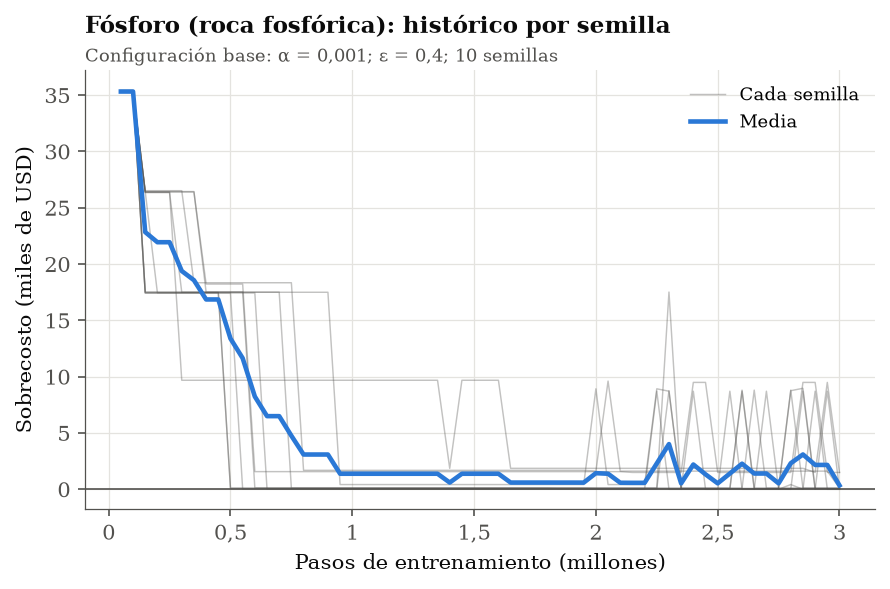 Fósforo (roca fosfórica): histórico por semilla
Configuración base: α = 0,001; ε = 0,4; 10 semillas
Cada semilla
Media
Sobrecosto (miles de USD)
35
30
25
20
15
10
5
0
0
0,5
1
1,5
2
2,5
3
Pasos de entrenamiento (millones)